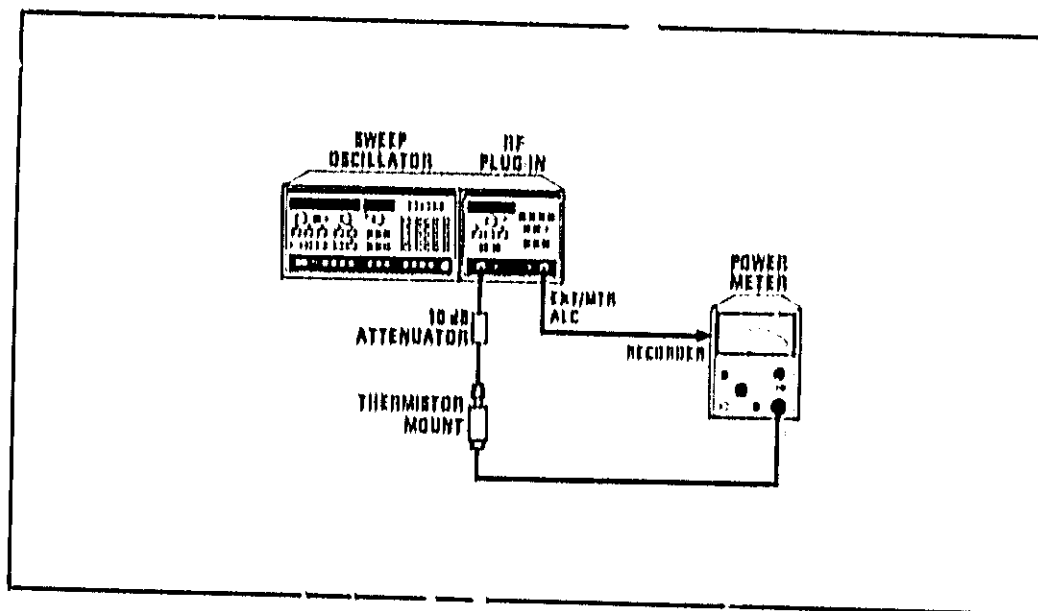 SWEEP
OSCILLATOR
RF
PLUG-IN
POWER
METER
EXT/MTR
ALC
10 dB
ATTENUATOR
RECORDER
THERMISTOR
MOUNT